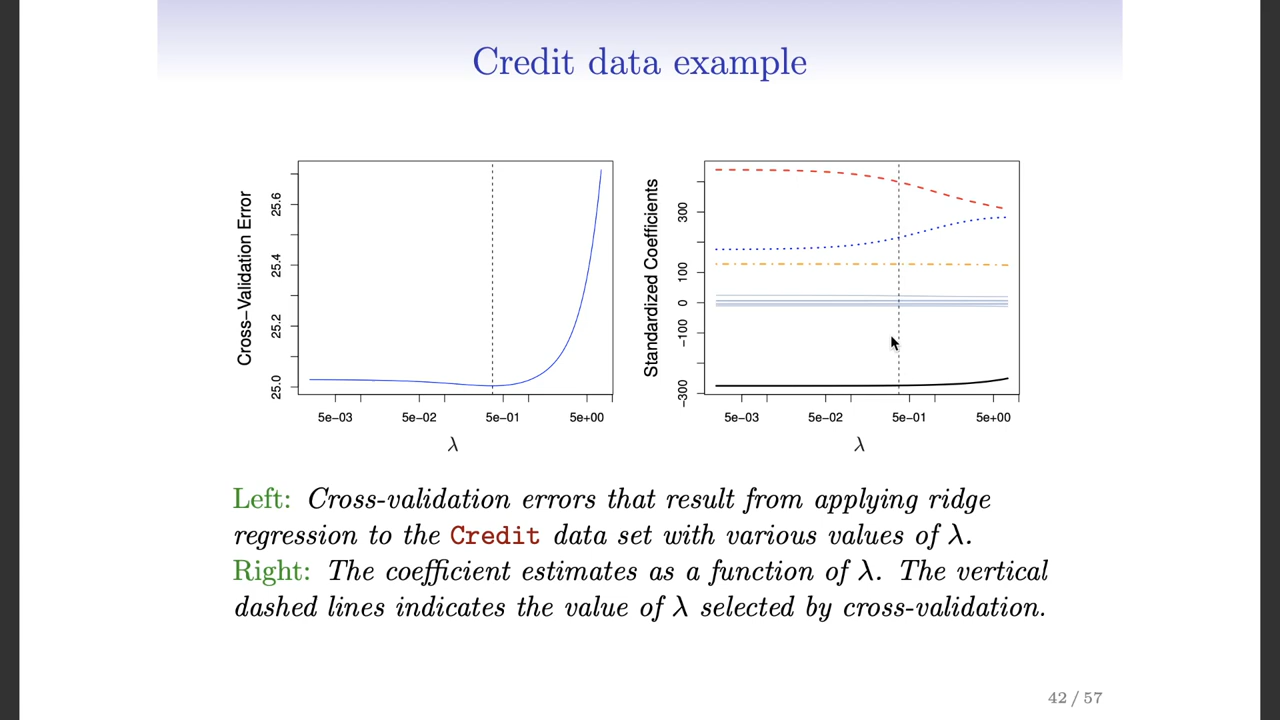 Credit data example
Cross−Validation Error
25.0
25.2
25.4
25.6
5e−03
5e−02
5e−01
5e+00
λ
Standardized Coefficients
−300
−100
0
100
300
5e−03
5e−02
5e−01
5e+00
λ
Left: Cross-validation errors that result from applying ridge
regression to the Credit data set with various values of λ.
Right: The coefficient estimates as a function of λ. The vertical
dashed lines indicates the value of λ selected by cross-validation.
42 / 57